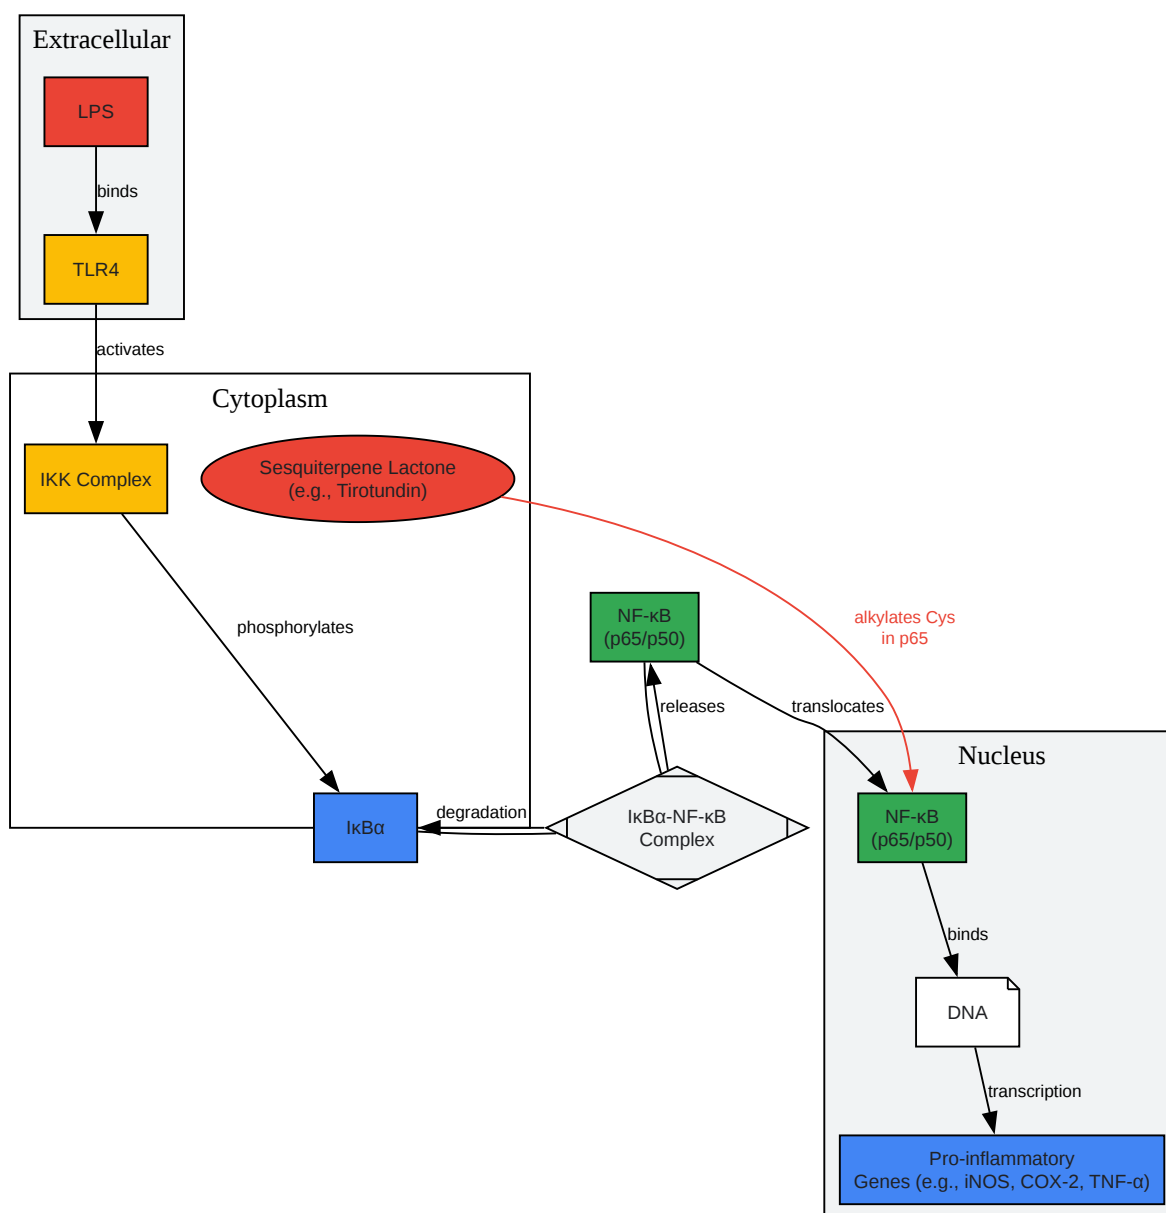 Extracellular
LPS
binds
TLR4
activates
Cytoplasm
IKK Complex
Sesquiterpene Lactone
(e.g., Tirotundin)
phosphorylates
NF-κB
(p65/p50)
alkylates Cys
in p65
releases
translocates
Nucleus
IκBα
degradation
IκBα-NF-κB
Complex
NF-κB
(p65/p50)
binds
DNA
transcription
Pro-inflammatory
Genes (e.g., iNOS, COX-2, TNF-α)